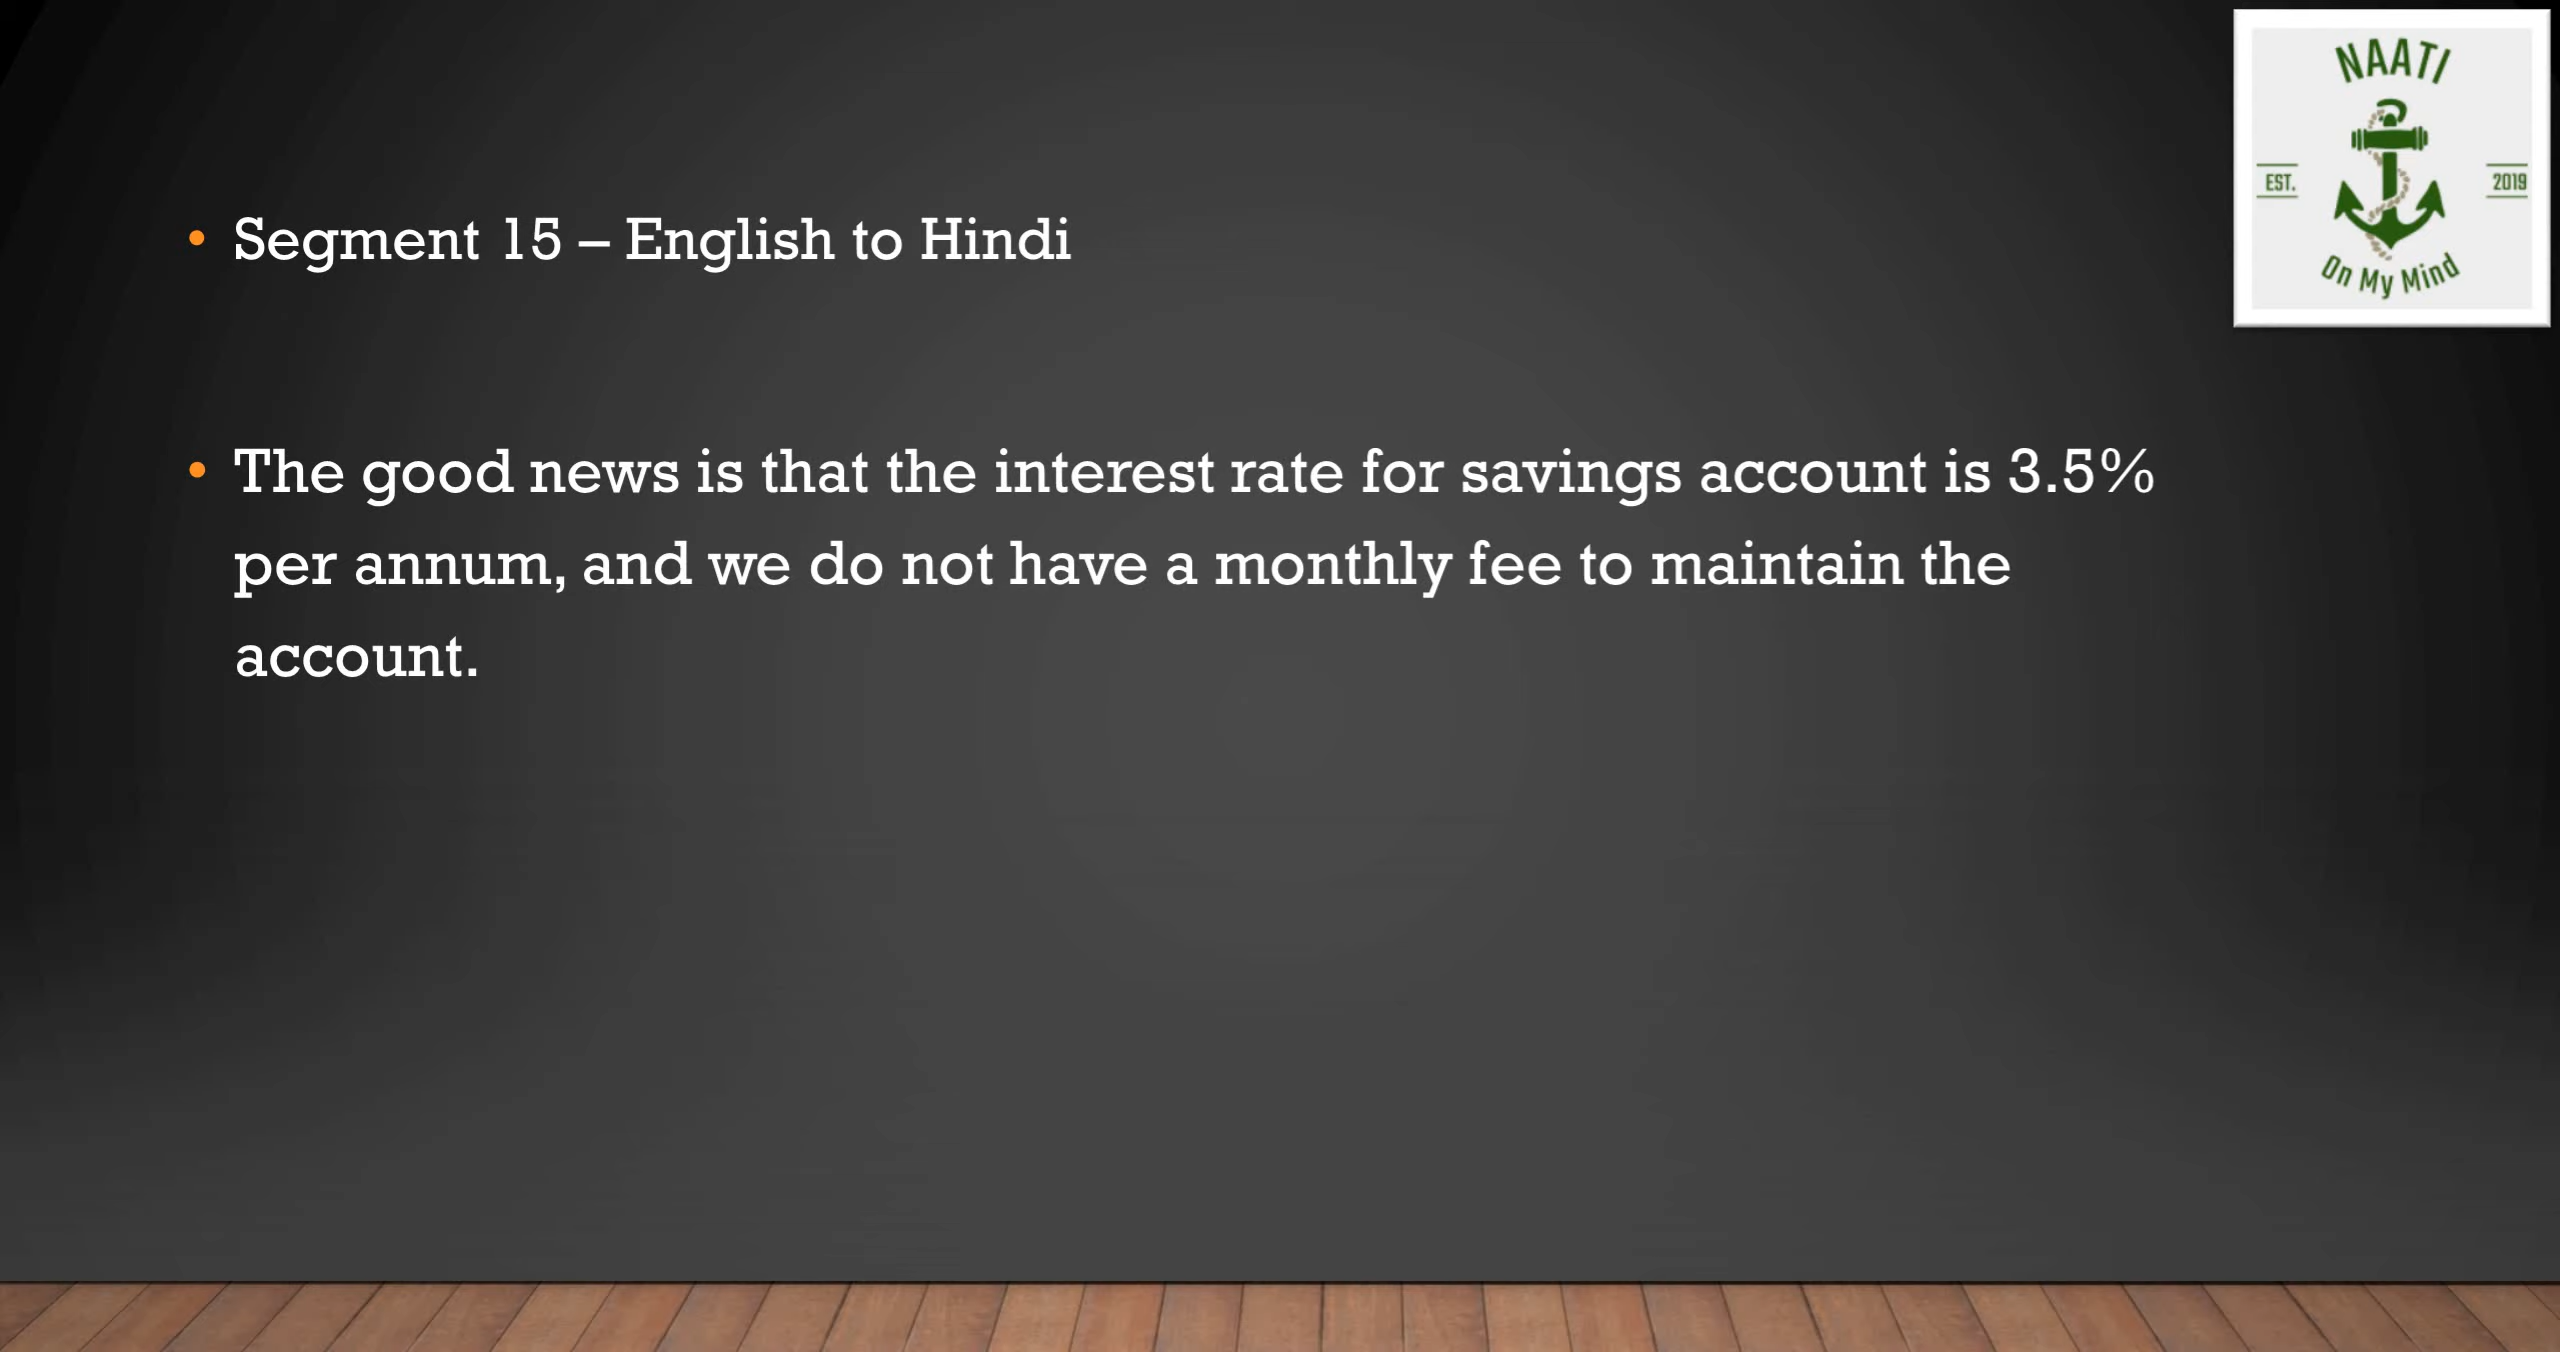 NAATI
EST. 2019
On My Mind
• Segment 15 – English to Hindi
• The good news is that the interest rate for savings account is 3.5%
per annum, and we do not have a monthly fee to maintain the
account.